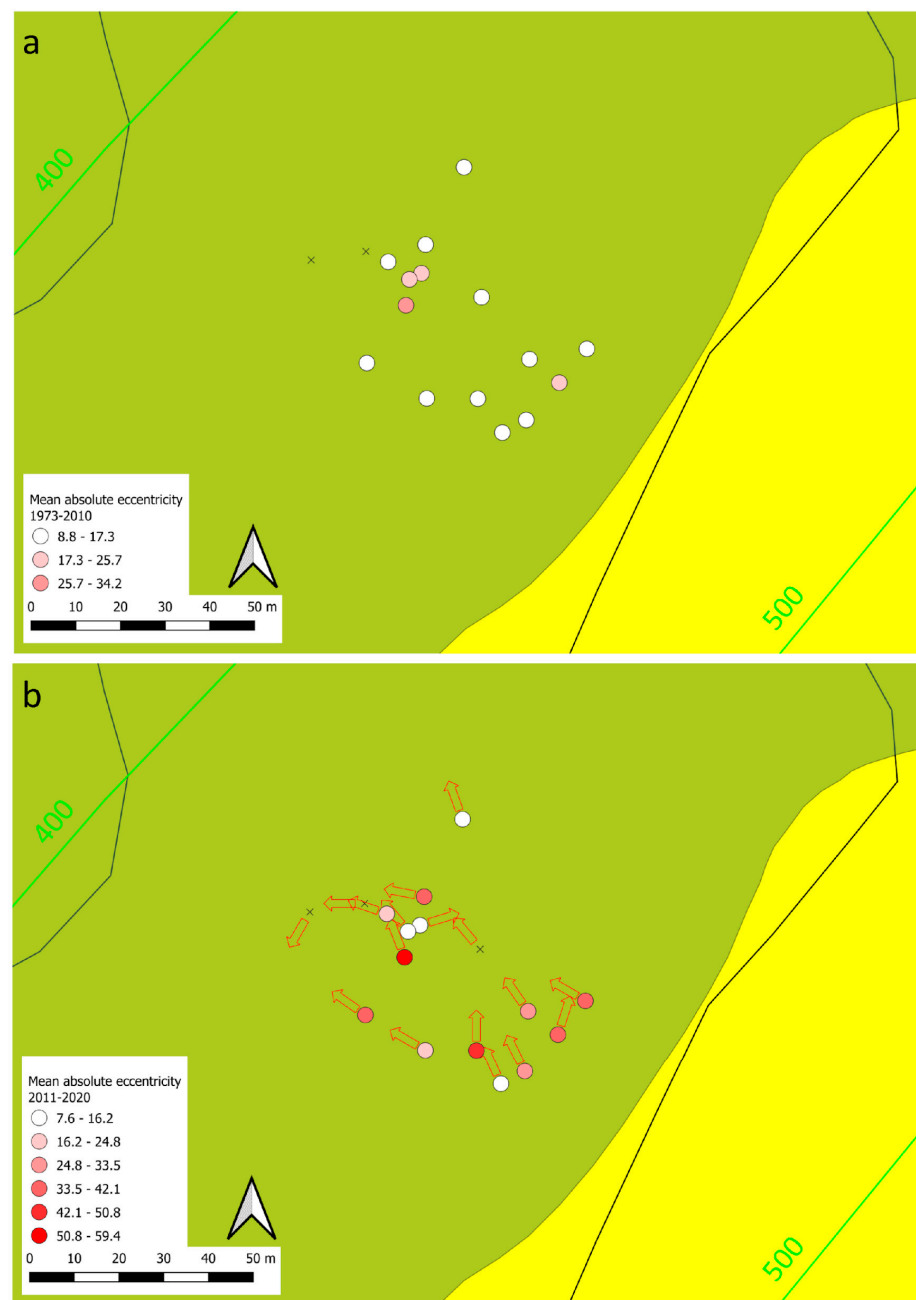 a
400
500
Mean absolute eccentricity
1973-2010
8.8 - 17.3
17.3 - 25.7
25.7 - 34.2
0 10 20 30 40 50 m
b
400
500
Mean absolute eccentricity
2011-2020
7.6 - 16.2
16.2 - 24.8
24.8 - 33.5
33.5 - 42.1
42.1 - 50.8
50.8 - 59.4
0 10 20 30 40 50 m